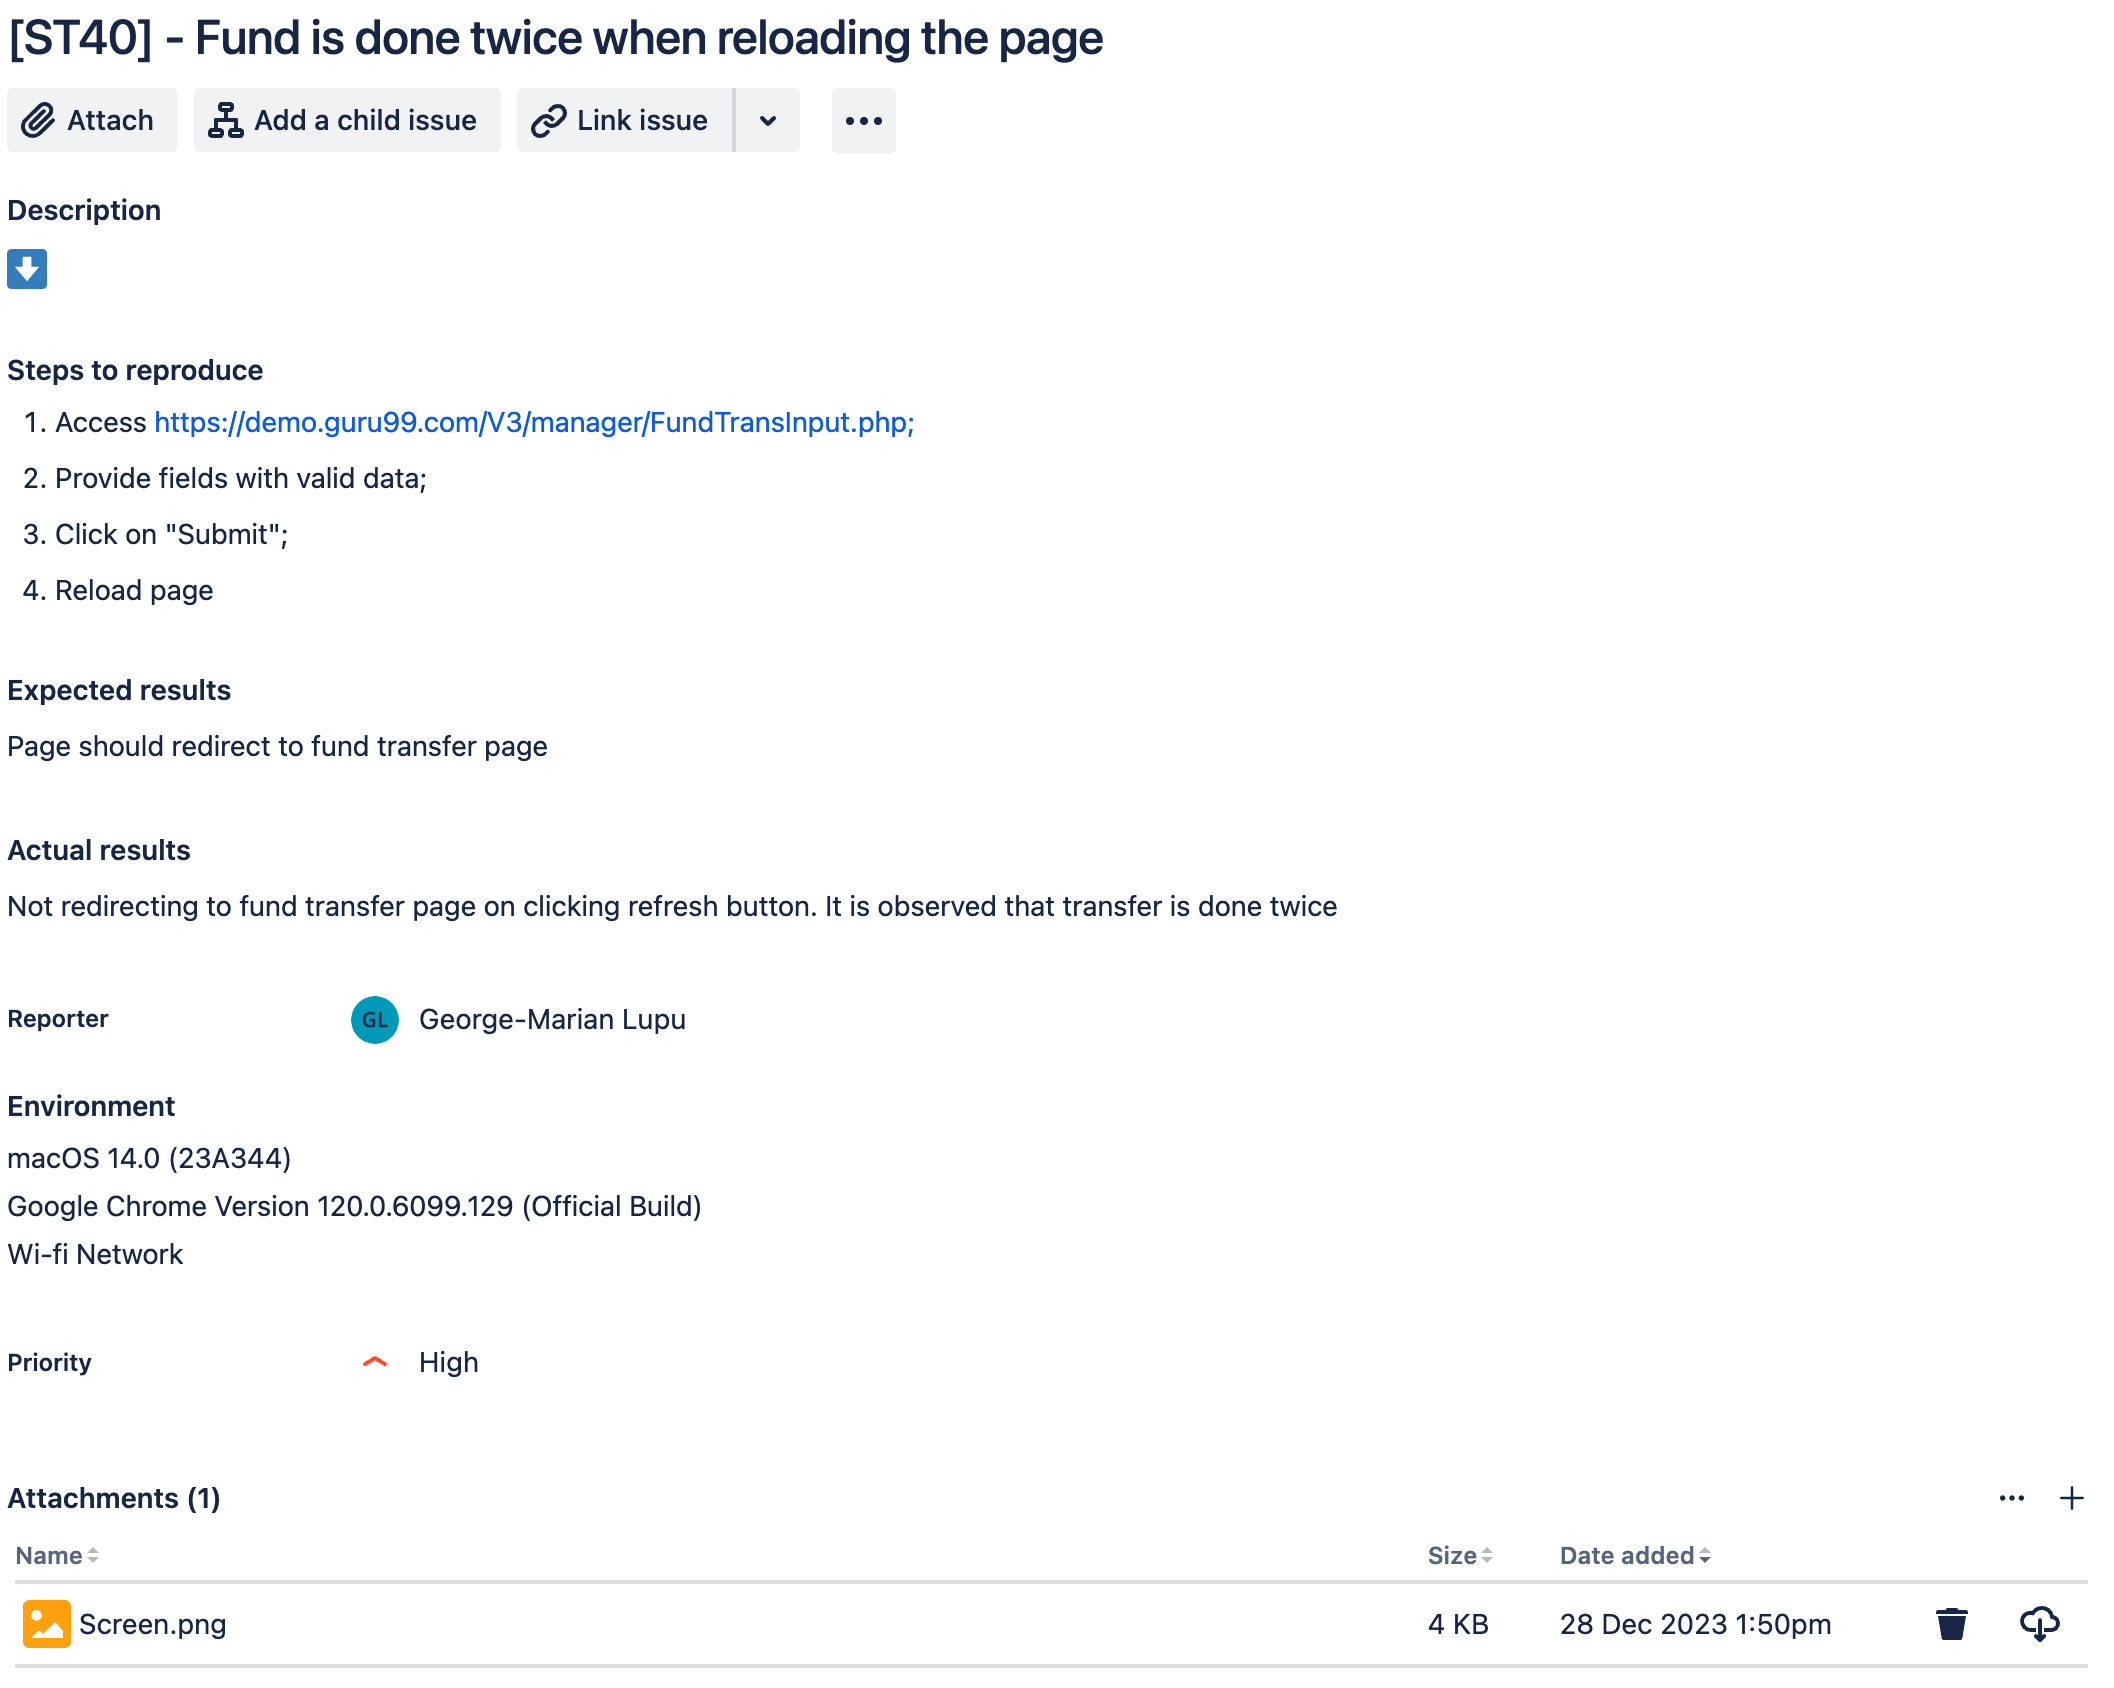 [ST40] - Fund is done twice when reloading the page
Attach
Add a child issue
Link issue
Description
Steps to reproduce
1. Access https://demo.guru99.com/V3/manager/FundTransInput.php;
2. Provide fields with valid data;
3. Click on "Submit";
4. Reload page
Expected results
Page should redirect to fund transfer page
Actual results
Not redirecting to fund transfer page on clicking refresh button. It is observed that transfer is done twice
Reporter GL George-Marian Lupu
Environment
macOS 14.0 (23A344)
Google Chrome Version 120.0.6099.129 (Official Build)
Wi-fi Network
Priority High
Attachments (1)
Name Size Date added
Screen.png 4 KB 28 Dec 2023 1:50pm